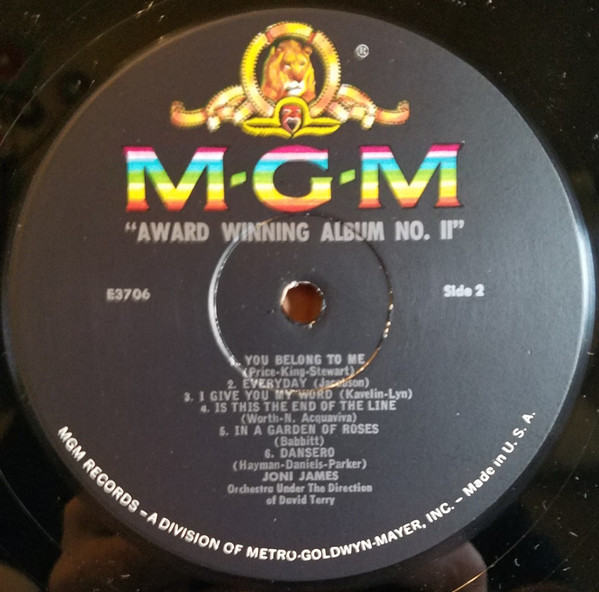 ®
M·G·M
"AWARD WINNING ALBUM NO. II"
E3706
Side 2
1. YOU BELONG TO ME
(Price-King-Stewart)
2. EVERYDAY (Jacobson)
3. I GIVE YOU MY WORD (Kavelin-Lyn)
4. IS THIS THE END OF THE LINE
(Worth-N. Acquaviva)
5. IN A GARDEN OF ROSES
(Babbitt)
6. DANSERO
(Hayman-Daniels-Parker)
JONI JAMES
Orchestra Under The Direction
of David Terry
MGM RECORDS – A DIVISION OF METRO-GOLDWYN-MAYER, INC. – Made in U. S. A.